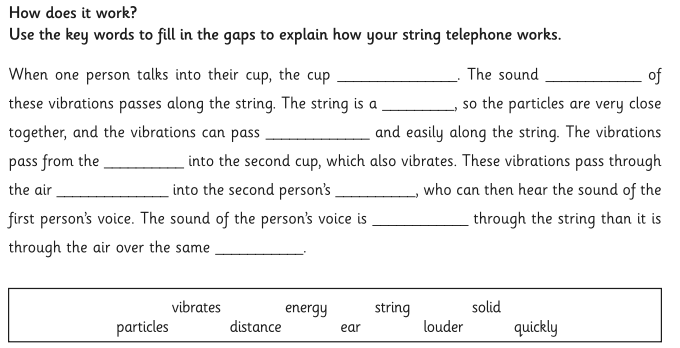 How does it work?
Use the key words to fill in the gaps to explain how your string telephone works.
When one person talks into their cup, the cup ________________. The sound _____________ of
these vibrations passes along the string. The string is a __________, so the particles are very close
together, and the vibrations can pass ______________ and easily along the string. The vibrations
pass from the ___________ into the second cup, which also vibrates. These vibrations pass through
the air _______________ into the second person's ___________, who can then hear the sound of the
first person's voice. The sound of the person's voice is _____________ through the string than it is
through the air over the same ____________.
vibrates energy string solid
particles distance ear louder quickly